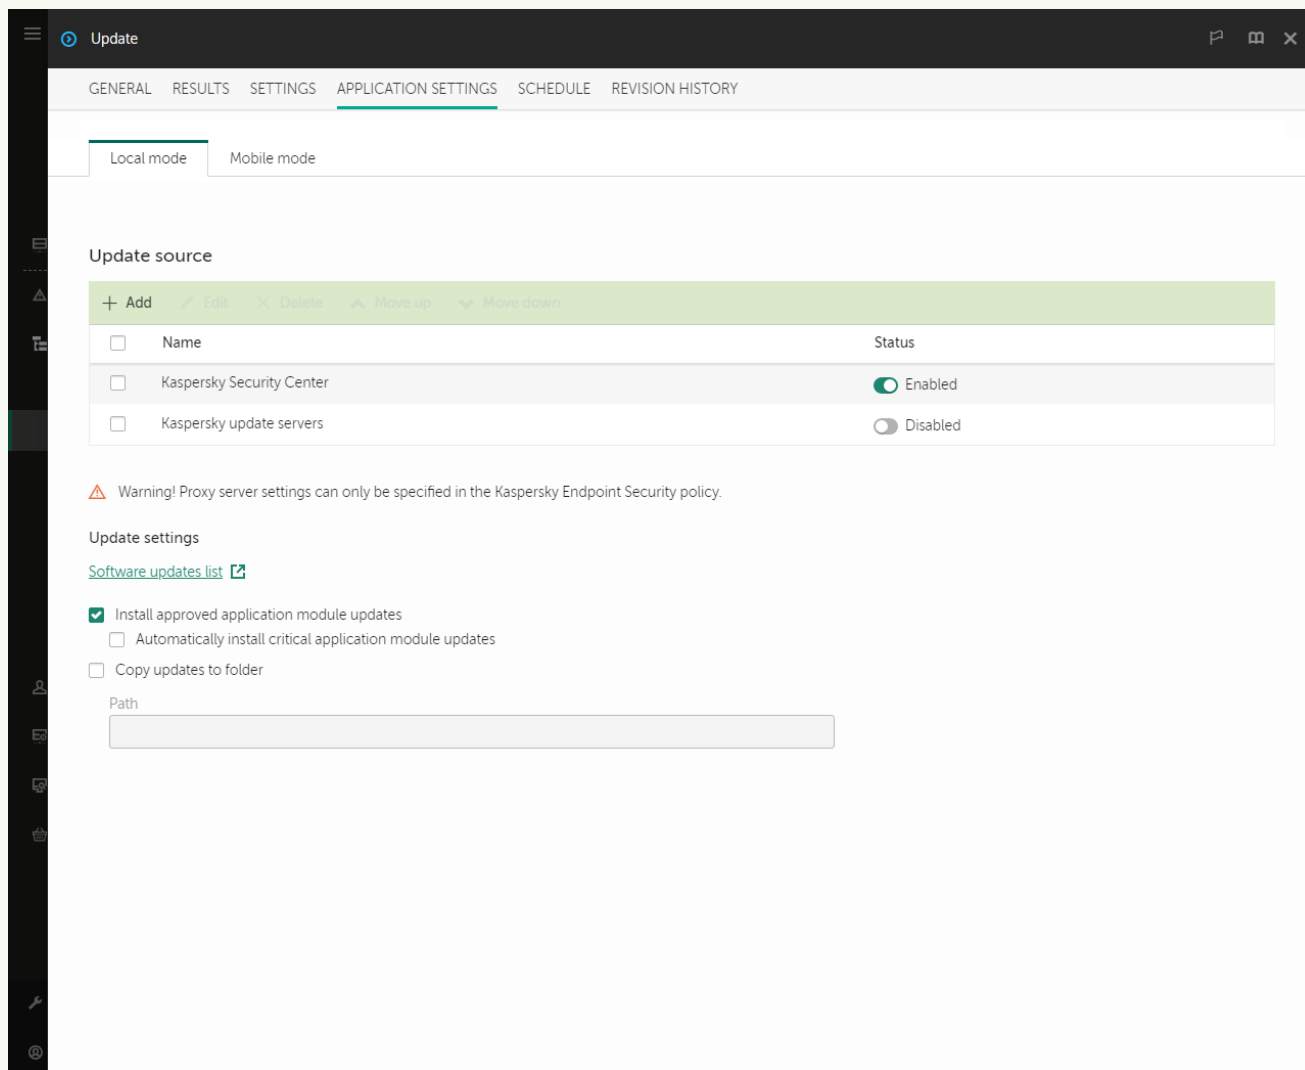 Update
GENERAL RESULTS SETTINGS APPLICATION SETTINGS SCHEDULE REVISION HISTORY
Local mode Mobile mode
Update source
Add Edit Delete Move up Move down
Name Status
Kaspersky Security Center Enabled
Kaspersky update servers Disabled
Warning! Proxy server settings can only be specified in the Kaspersky Endpoint Security policy.
Update settings
Software updates list
Install approved application module updates
Automatically install critical application module updates
Copy updates to folder
Path